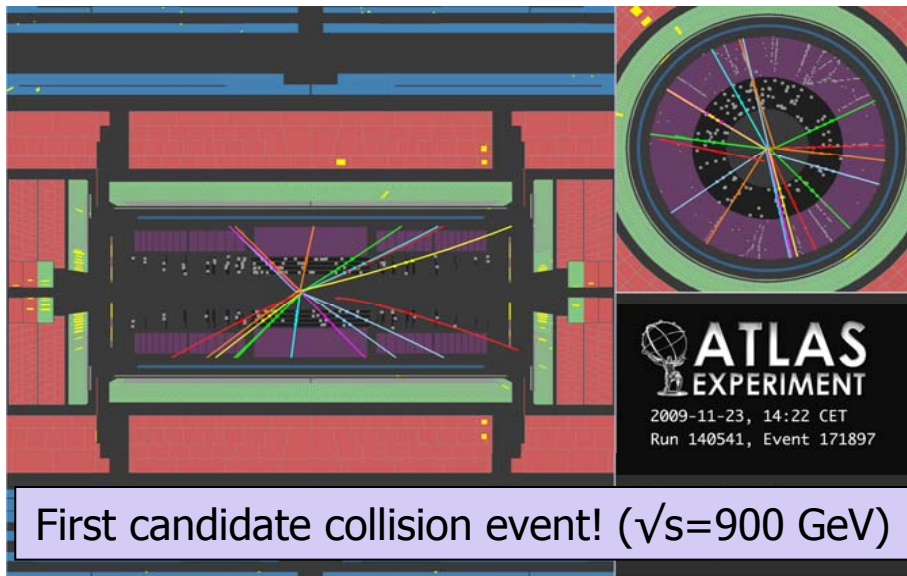 ATLAS
EXPERIMENT
2009-11-23, 14:22 CET
Run 140541, Event 171897
First candidate collision event! (√s=900 GeV)